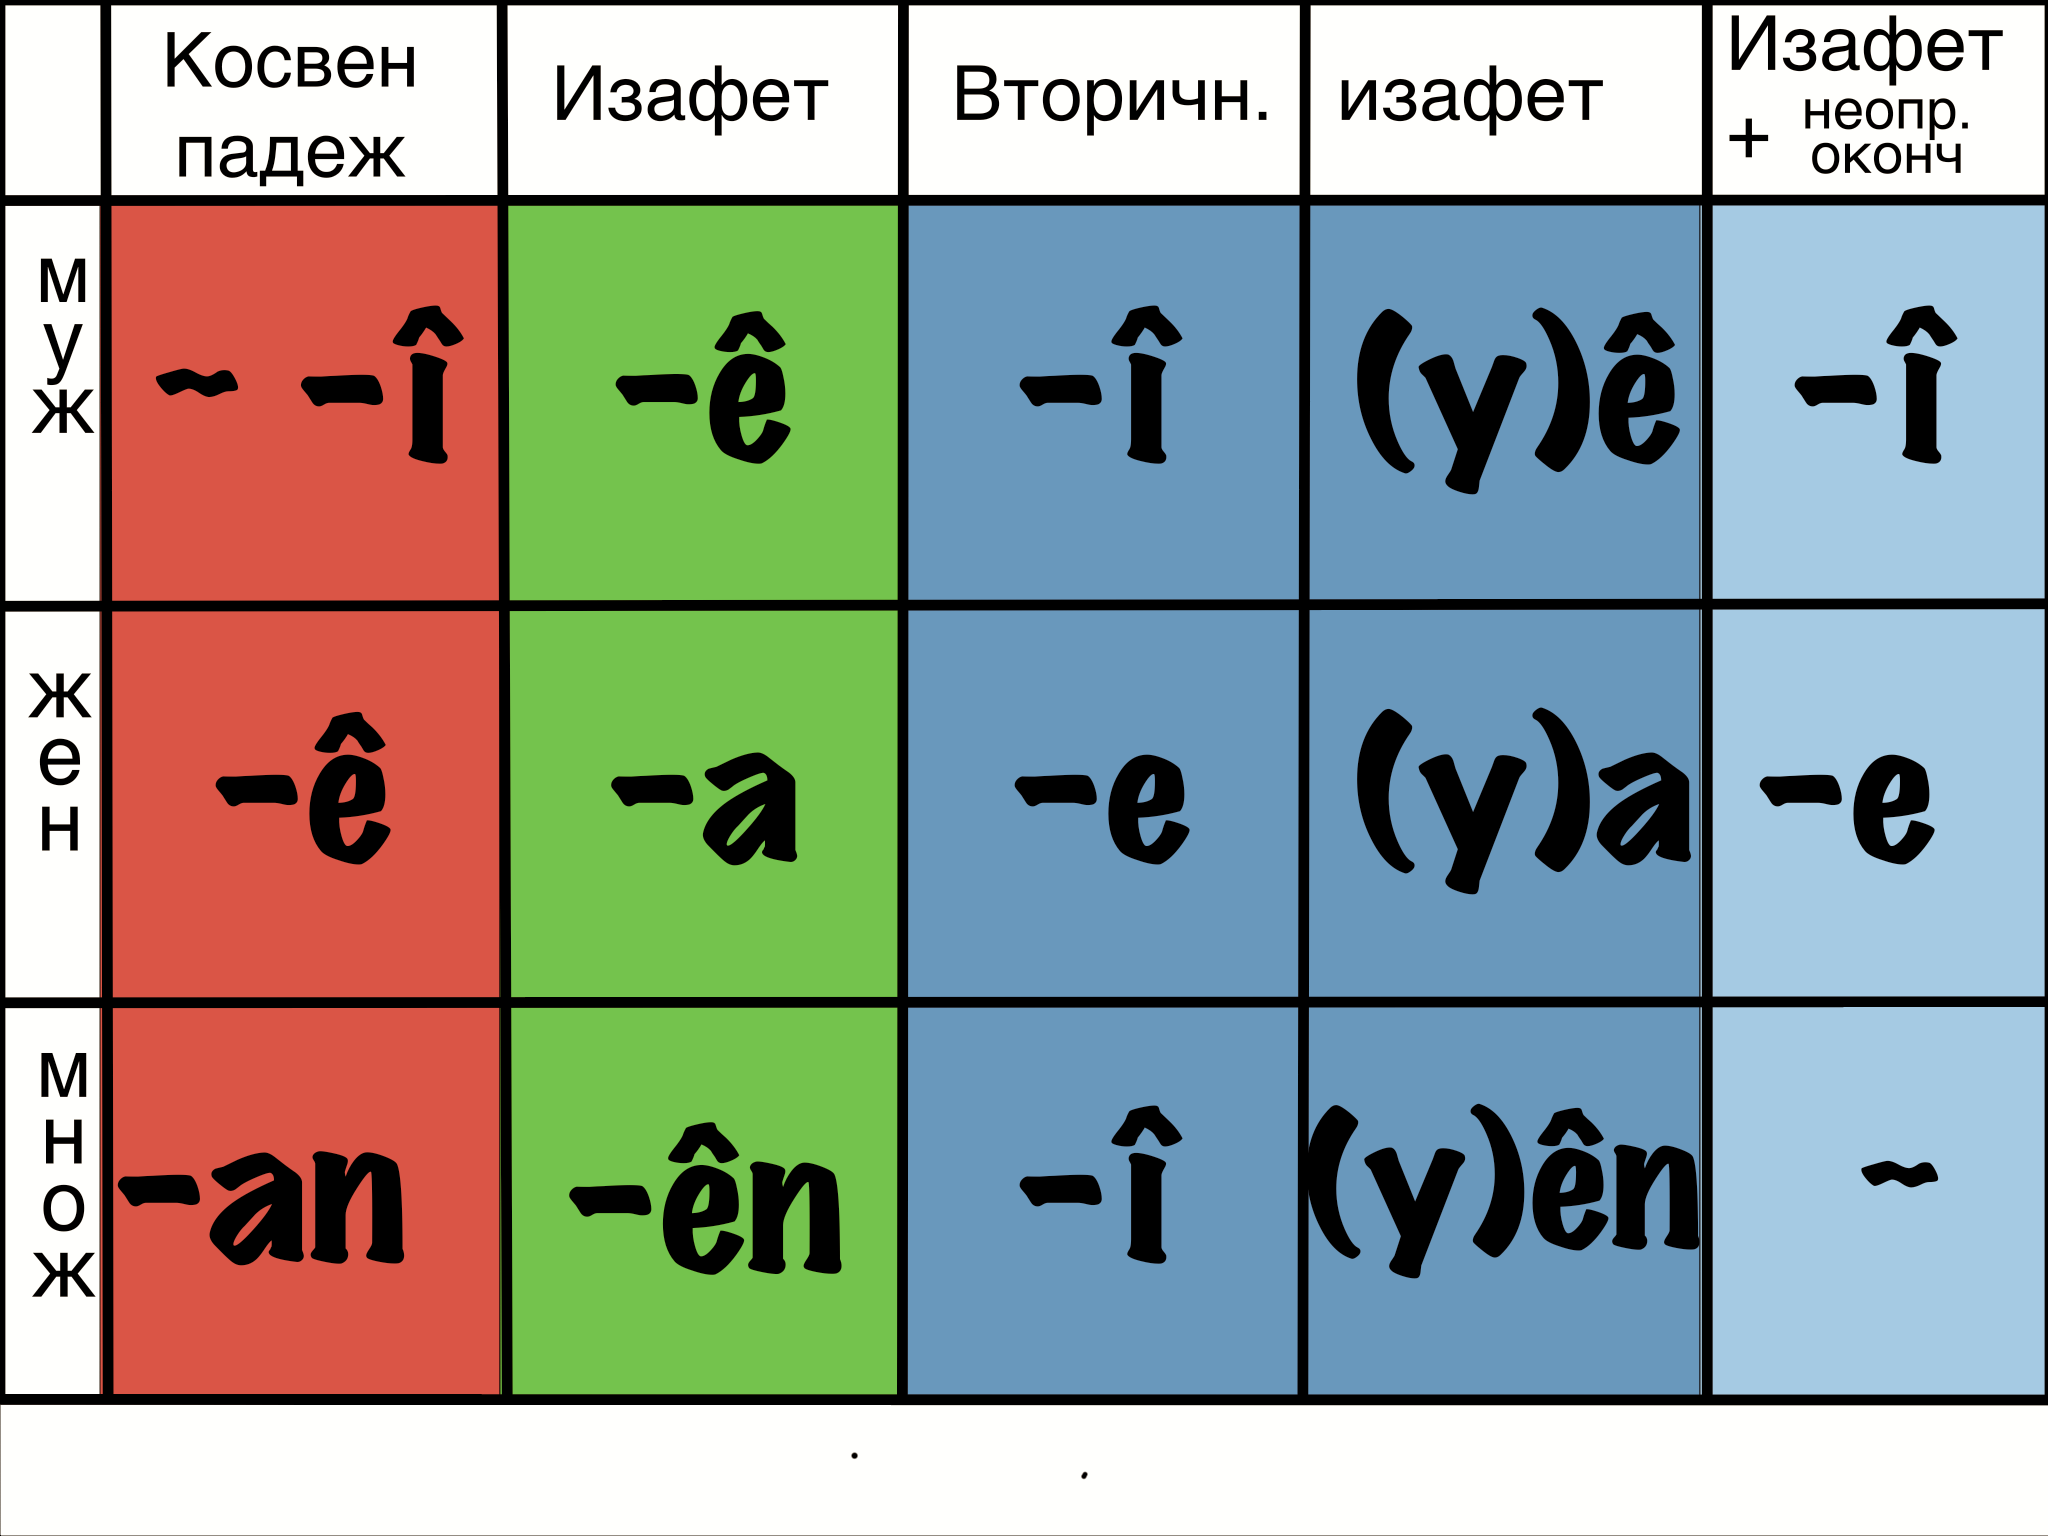 Косвен падеж
Изафет
Вторичн.
изафет
Изафет + неопр. оконч
муж
~ -î
-ê
-î
(y)ê
-î
жен
-ê
-a
-e
(y)a
-e
множ
-an
-ên
-î
(y)ên
~